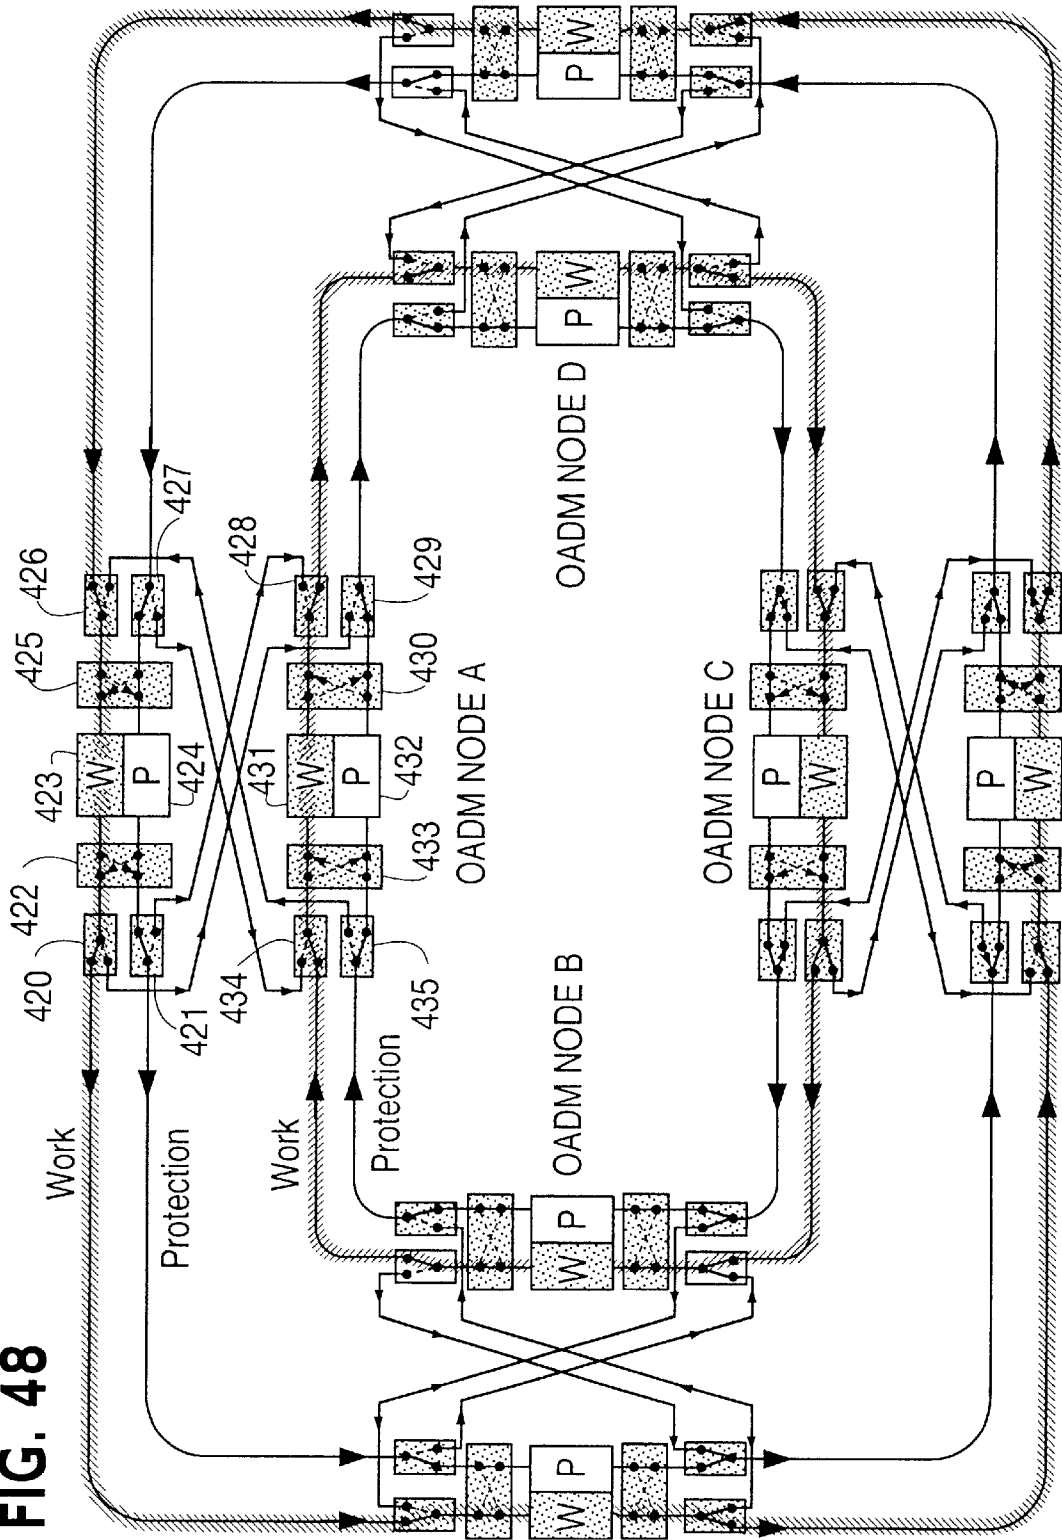 FIG. 48
Work
Protection
Work
Protection
420
421
422
423
W
P
424
425
426
427
434
435
433
431
W
P
432
430
428
429
OADM NODE A
OADM NODE B
W
P
W
P
OADM NODE C
P
W
P
W
OADM NODE D
P
W
P
W